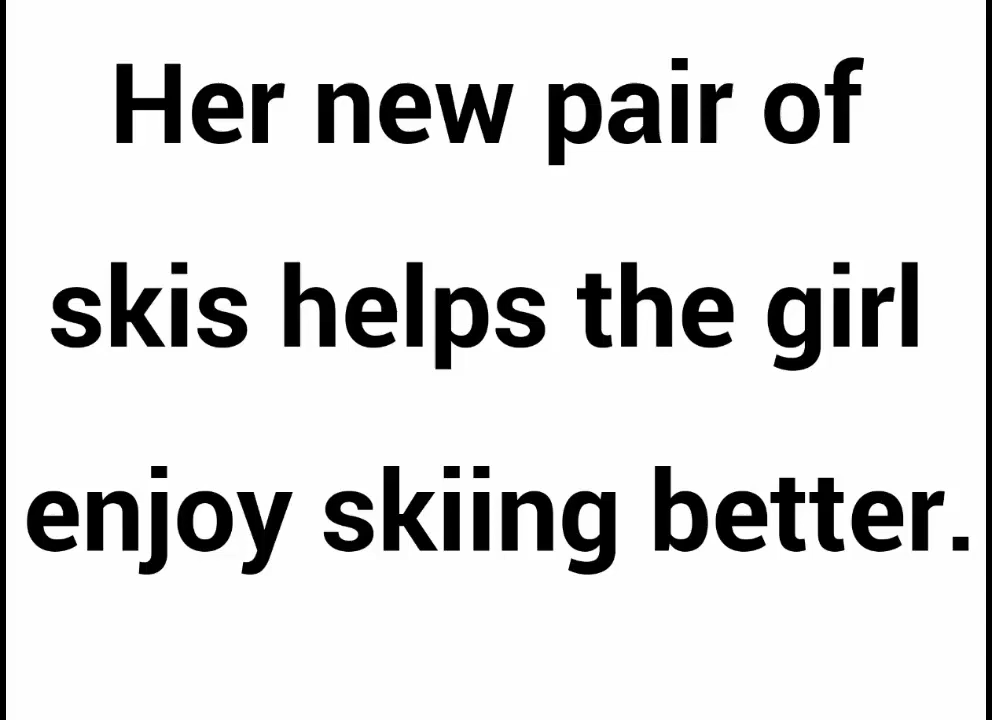 Her new pair of
skis helps the girl
enjoy skiing better.